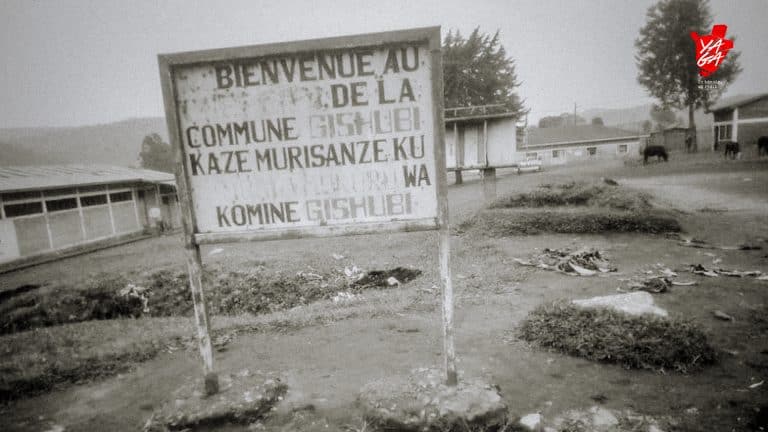 BIENVENUE AU
DE LA
COMMUNE GISHUBI
KAZE MURISANZE KU
WA
KOMINE GISHUBI
YAGA